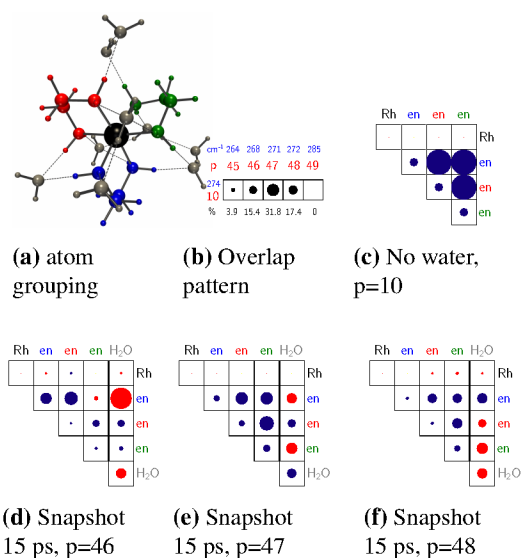 cm⁻¹ 264 268 271 272 285
p 45 46 47 48 49
274
10
% 3.9 15.4 31.8 17.4 0
Rh en en en
Rh
en
en
en
(a) atom grouping
(b) Overlap pattern
(c) No water, p=10
Rh en en en H₂O
Rh
en
en
en
H₂O
Rh en en en H₂O
Rh
en
en
en
H₂O
Rh en en en H₂O
Rh
en
en
en
H₂O
(d) Snapshot 15 ps, p=46
(e) Snapshot 15 ps, p=47
(f) Snapshot 15 ps, p=48